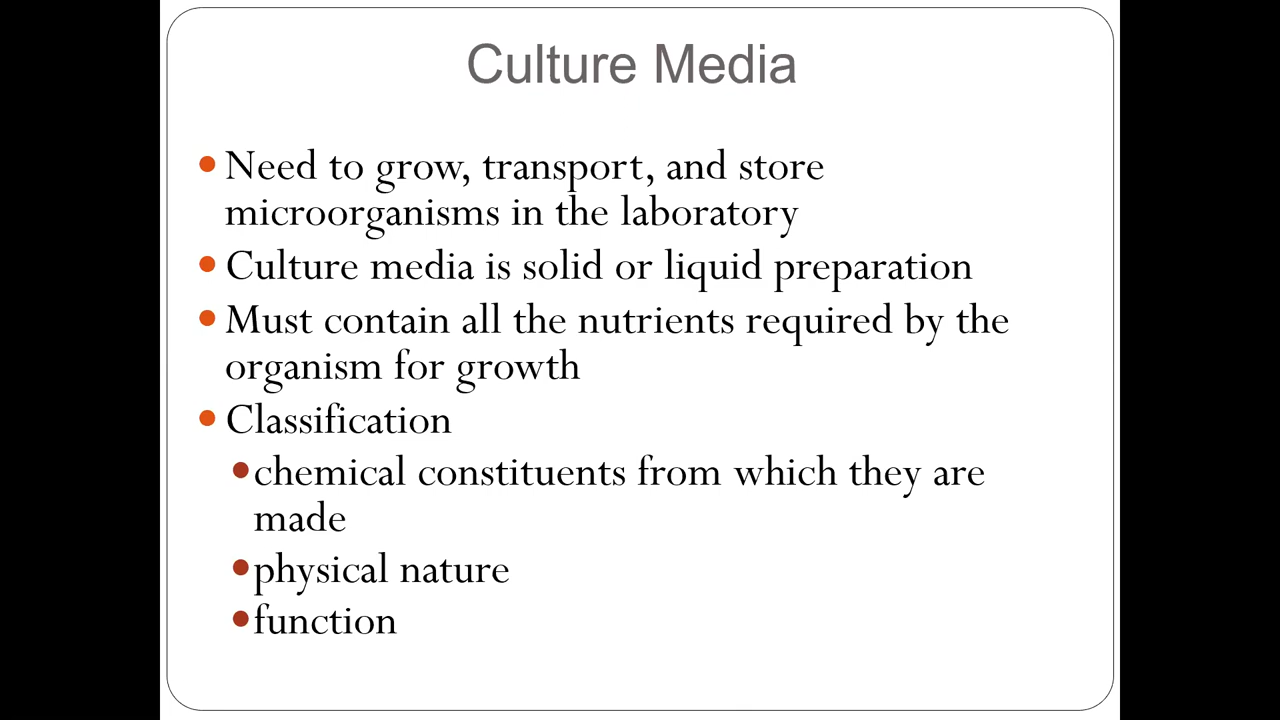 Culture Media
• Need to grow, transport, and store
microorganisms in the laboratory
• Culture media is solid or liquid preparation
• Must contain all the nutrients required by the
organism for growth
• Classification
• chemical constituents from which they are
made
• physical nature
• function